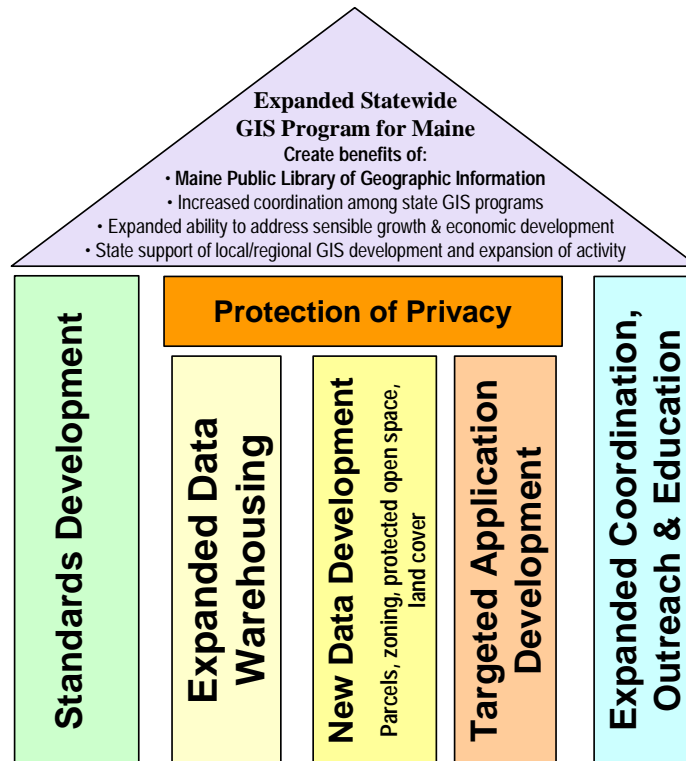 Expanded Statewide
GIS Program for Maine
Create benefits of:
• Maine Public Library of Geographic Information
• Increased coordination among state GIS programs
• Expanded ability to address sensible growth & economic development
• State support of local/regional GIS development and expansion of activity
Protection of Privacy
Standards Development
Expanded Data
Warehousing
New Data Development
Parcels, zoning, protected open space,
land cover
Targeted Application
Development
Expanded Coordination,
Outreach & Education